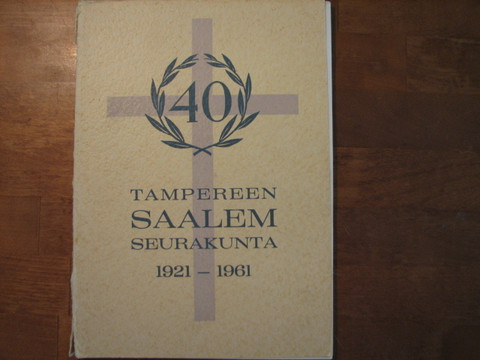 40
TAMPEREEN
SAALEM
SEURAKUNTA
1921 – 1961